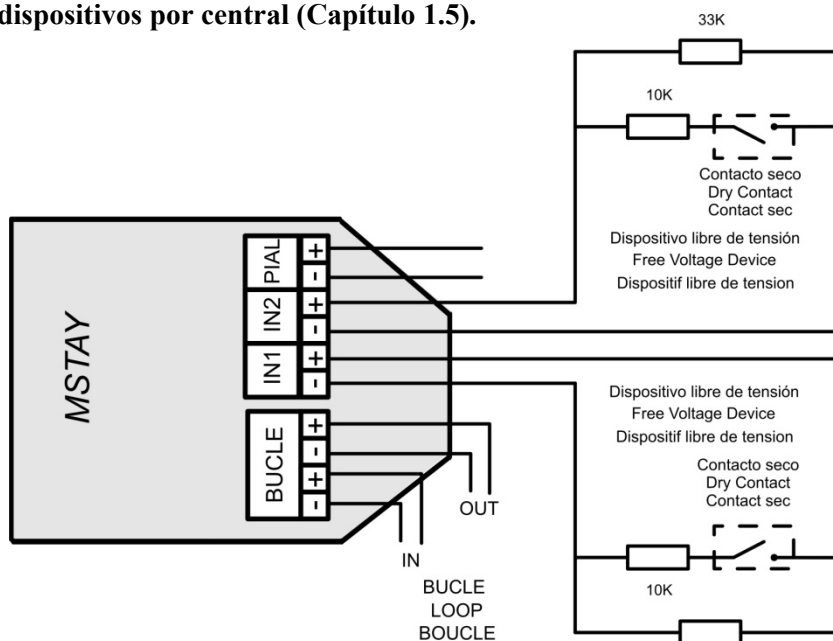 dispositivos por central (Capítulo 1.5).
33K
10K
Contacto seco
Dry Contact
Contact sec
Dispositivo libre de tensión
Free Voltage Device
Dispositif libre de tension
MSTAY
PIAL
+
-
IN2
+
-
IN1
+
-
BUCLE
+
-
+
-
OUT
IN
BUCLE
LOOP
BOUCLE
Dispositivo libre de tensión
Free Voltage Device
Dispositif libre de tension
Contacto seco
Dry Contact
Contact sec
10K